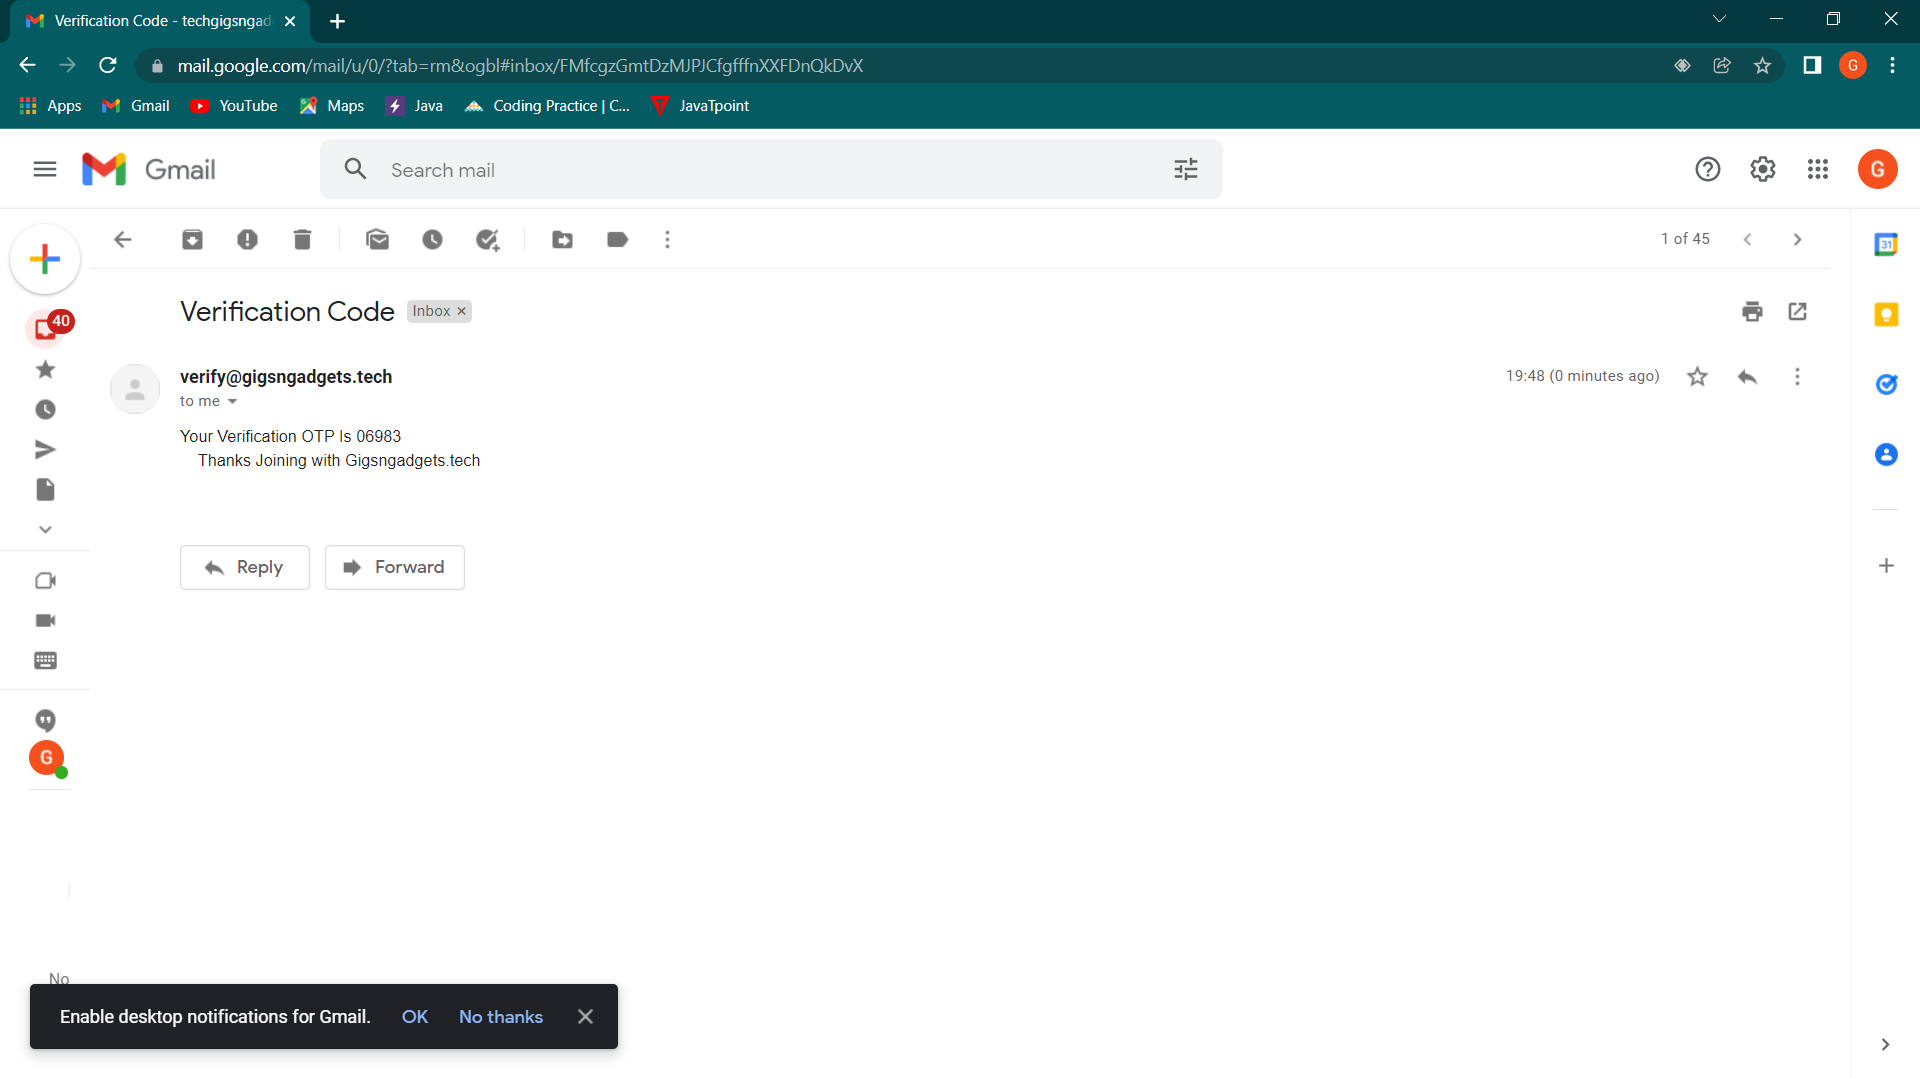 Verification Code - techgigsngad
mail.google.com/mail/u/0/?tab=rm&ogbl#inbox/FMfcgzGmtDzMJPJCfgfffnXXFDnQkDvX
G
Apps
Gmail
YouTube
Maps
Java
Coding Practice | C...
JavaTpoint
Gmail
Search mail
G
1 of 45
31
Verification Code
Inbox ×
40
verify@gigsngadgets.tech
19:48 (0 minutes ago)
to me
Your Verification OTP Is 06983
Thanks Joining with Gigsngadgets.tech
Reply
Forward
G
No
Enable desktop notifications for Gmail.
OK
No thanks